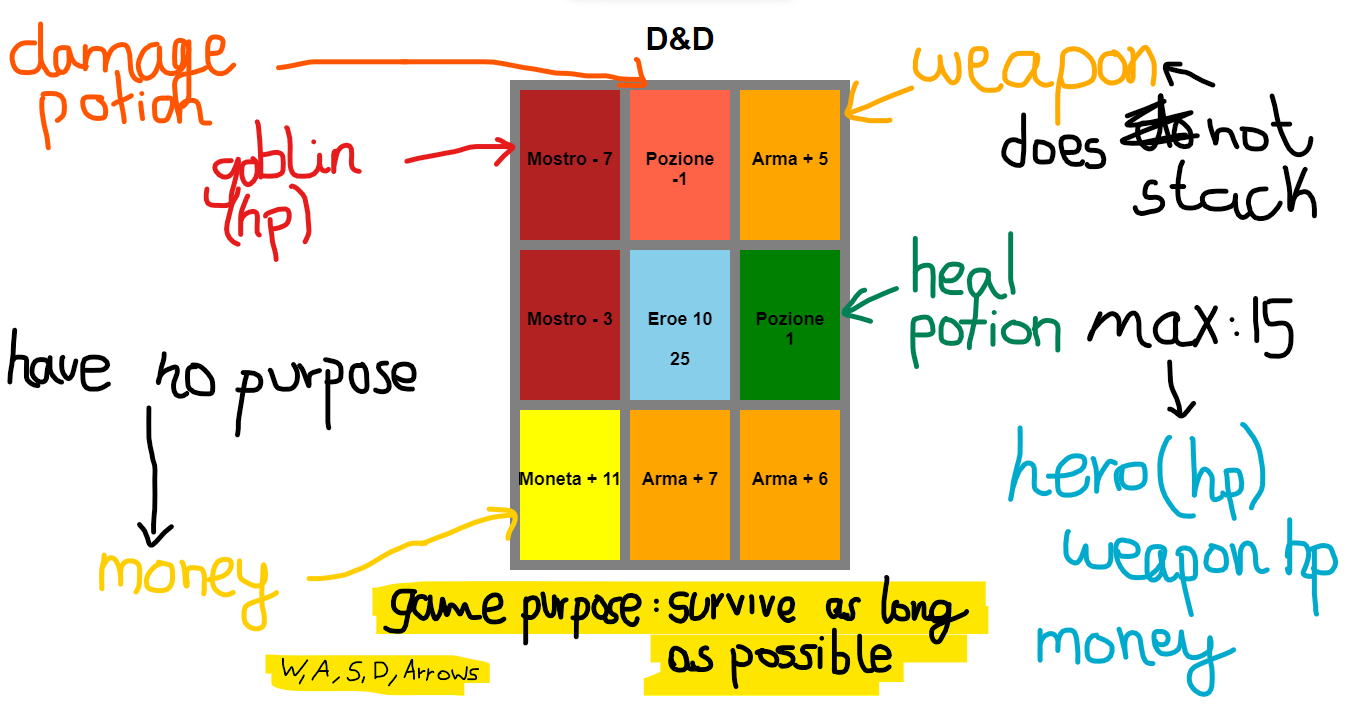 D&D
damage
potion
goblin
(hp)
weapon
does not
stack
Mostro - 7
Pozione
-1
Arma + 5
Mostro - 3
Eroe 10
25
Pozione
1
heal
potion
max:15
have no purpose
money
Moneta + 11
Arma + 7
Arma + 6
hero(hp)
weapon hp
money
game purpose: survive as long
as possible
W, A, S, D, Arrows